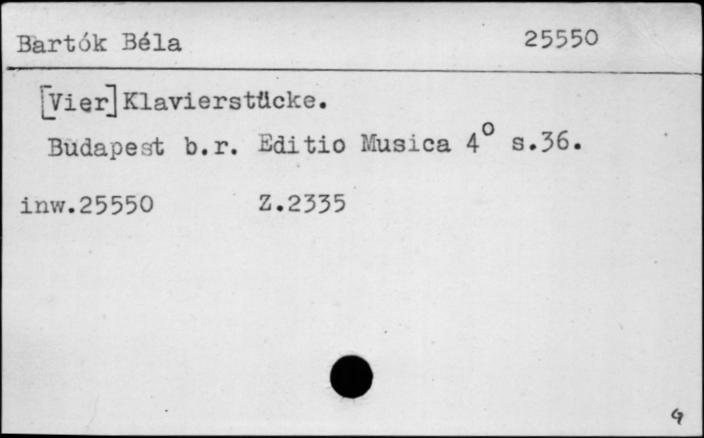 Bartók Béla 25550
[Vier] Klavierstücke.
Budapest b.r. Editio Musica 4° s.36.
inw.25550 Z.2335